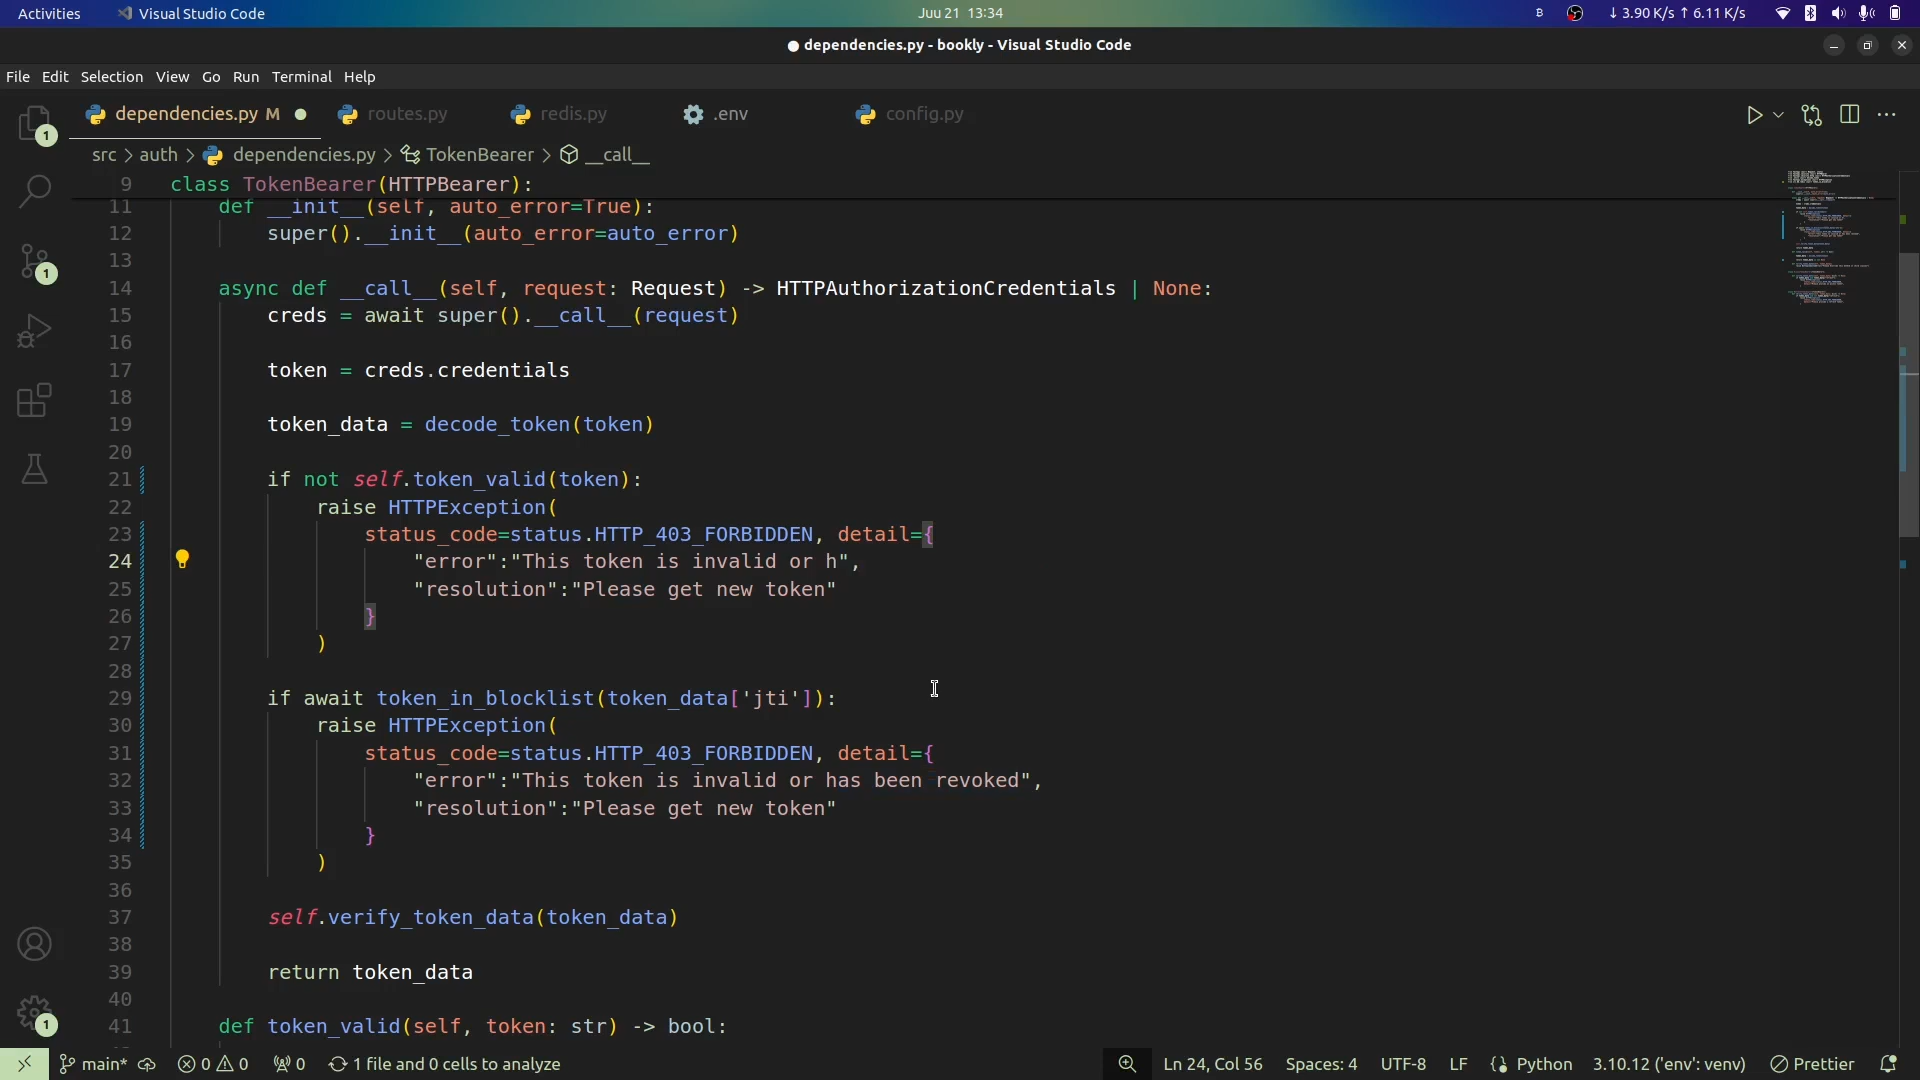 Activities Visual Studio Code Juu 21 13:34 ↓ 3.90 K/s ↑ 6.11 K/s
● dependencies.py - bookly - Visual Studio Code
File Edit Selection View Go Run Terminal Help
dependencies.py M routes.py redis.py .env config.py
1
src > auth > dependencies.py > TokenBearer > __call__
9 class TokenBearer(HTTPBearer):
11 def __init__(self, auto_error=True):
12 super().__init__(auto_error=auto_error)
13
14 async def __call__(self, request: Request) -> HTTPAuthorizationCredentials | None:
15 creds = await super().__call__(request)
16
17 token = creds.credentials
18
19 token_data = decode_token(token)
20
21 if not self.token_valid(token):
22 raise HTTPException(
23 status_code=status.HTTP_403_FORBIDDEN, detail={
24 "error":"This token is invalid or h",
25 "resolution":"Please get new token"
26 }
27 )
28
29 if await token_in_blocklist(token_data['jti']):
30 raise HTTPException(
31 status_code=status.HTTP_403_FORBIDDEN, detail={
32 "error":"This token is invalid or has been revoked",
33 "resolution":"Please get new token"
34 }
35 )
36
37 self.verify_token_data(token_data)
38
39 return token_data
40
41 def token_valid(self, token: str) -> bool:
1
1
main* 0 0 0 1 file and 0 cells to analyze Ln 24, Col 56 Spaces: 4 UTF-8 LF Python 3.10.12 ('env': venv) Prettier